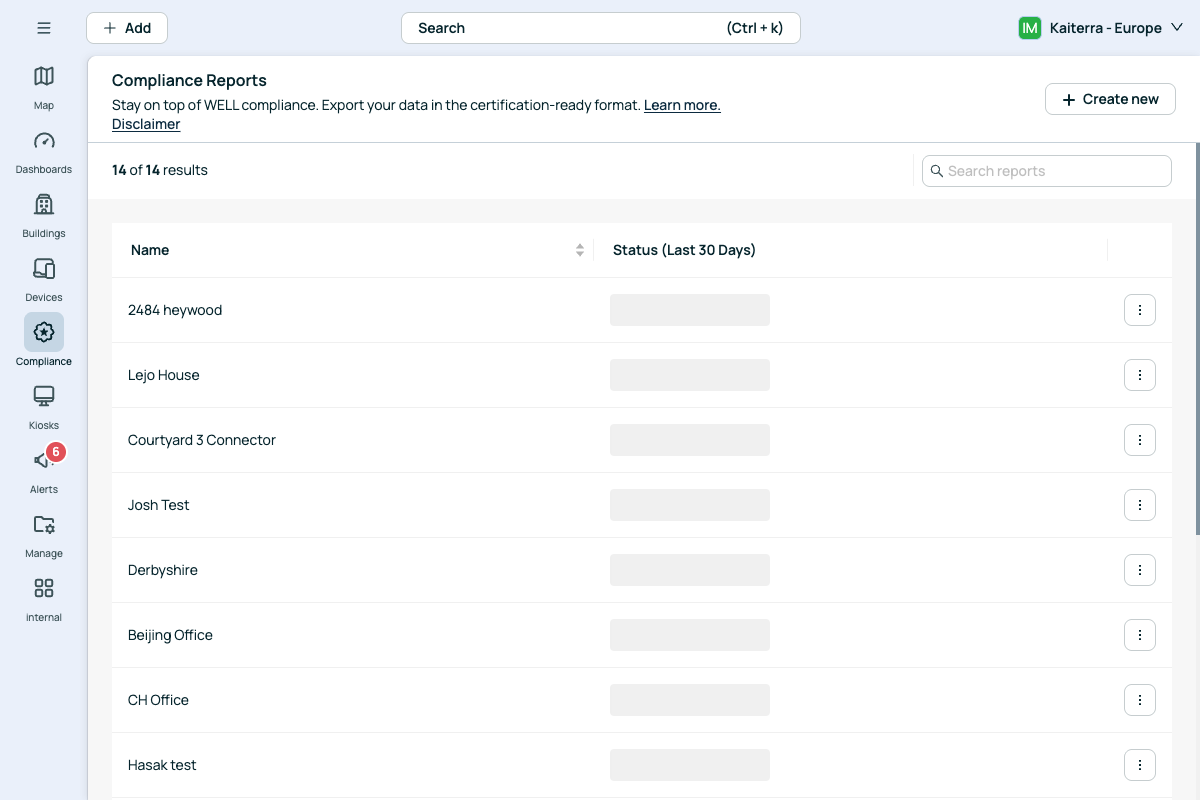 Add
Search (Ctrl + k)
IM Kaiterra - Europe
Map
Dashboards
Buildings
Devices
Compliance
Kiosks
6
Alerts
Manage
internal
Compliance Reports
Stay on top of WELL compliance. Export your data in the certification-ready format. Learn more.
Disclaimer
Create new
14 of 14 results
Search reports
Name Status (Last 30 Days)
2484 heywood
Lejo House
Courtyard 3 Connector
Josh Test
Derbyshire
Beijing Office
CH Office
Hasak test